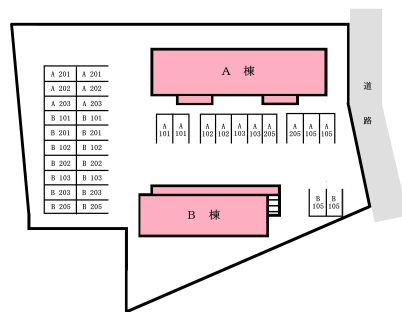 A 棟
道
路
A 201 A 201
A 202 A 202
A 203 A 203
B 101 B 101
B 201 B 201
B 102 B 102
B 202 B 202
B 103 B 103
B 203 B 203
B 205 B 205
A 101
A 101
A 102
A 102
A 103
A 103
A 205
A 205
A 105
A 105
B 棟
B 105
B 105